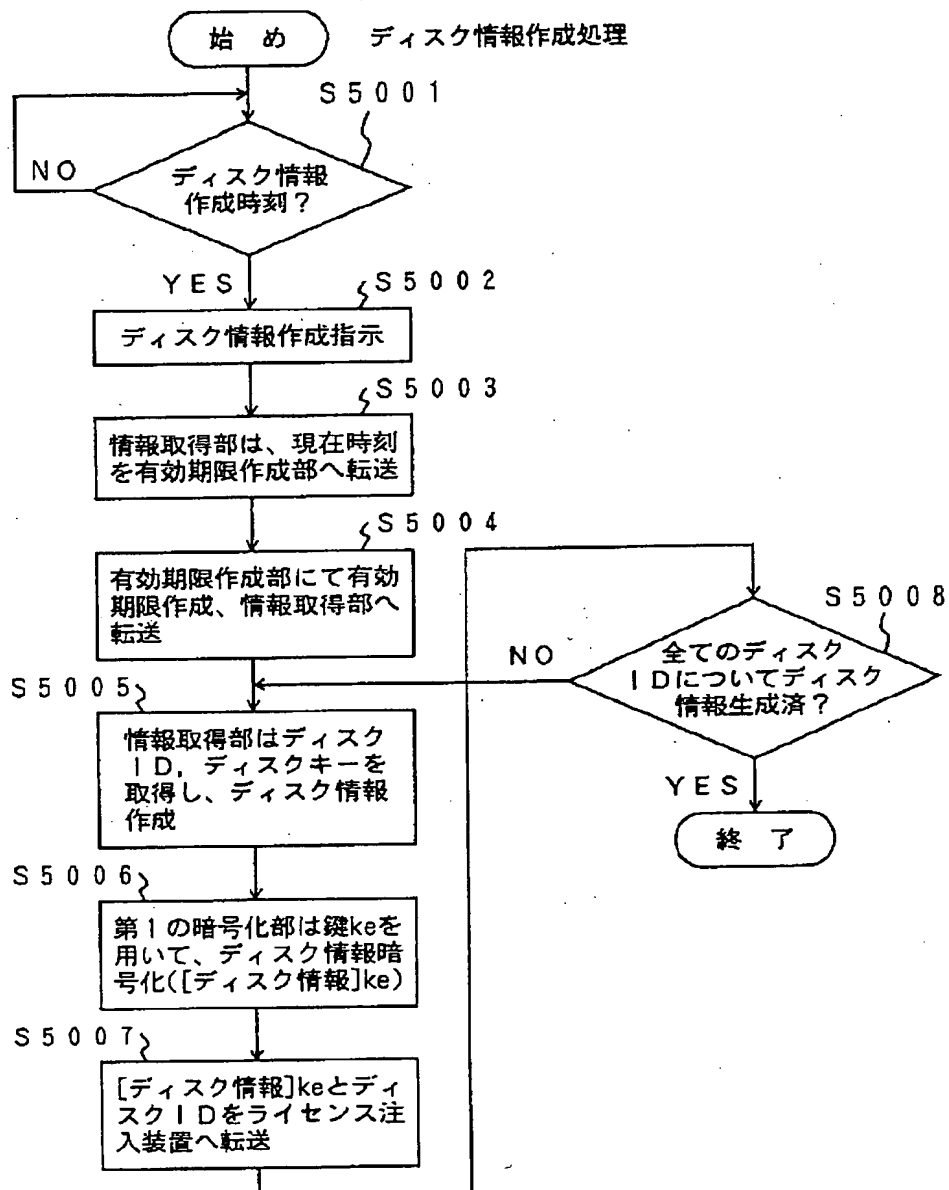 始め
ディスク情報作成処理
S5001
NO
ディスク情報
作成時刻?
YES
S5002
ディスク情報作成指示
S5003
情報取得部は、現在時刻
を有効期限作成部へ転送
S5004
有効期限作成部にて有効
期限作成、情報取得部へ
転送
S5005
情報取得部はディスク
ID,ディスクキーを
取得し、ディスク情報
作成
S5006
第1の暗号化部は鍵keを
用いて、ディスク情報暗
号化([ディスク情報]ke)
S5007
[ディスク情報]keとディ
スクIDをライセンス注
入装置へ転送
S5008
全てのディスク
IDについてディスク
情報生成済?
NO
YES
終了